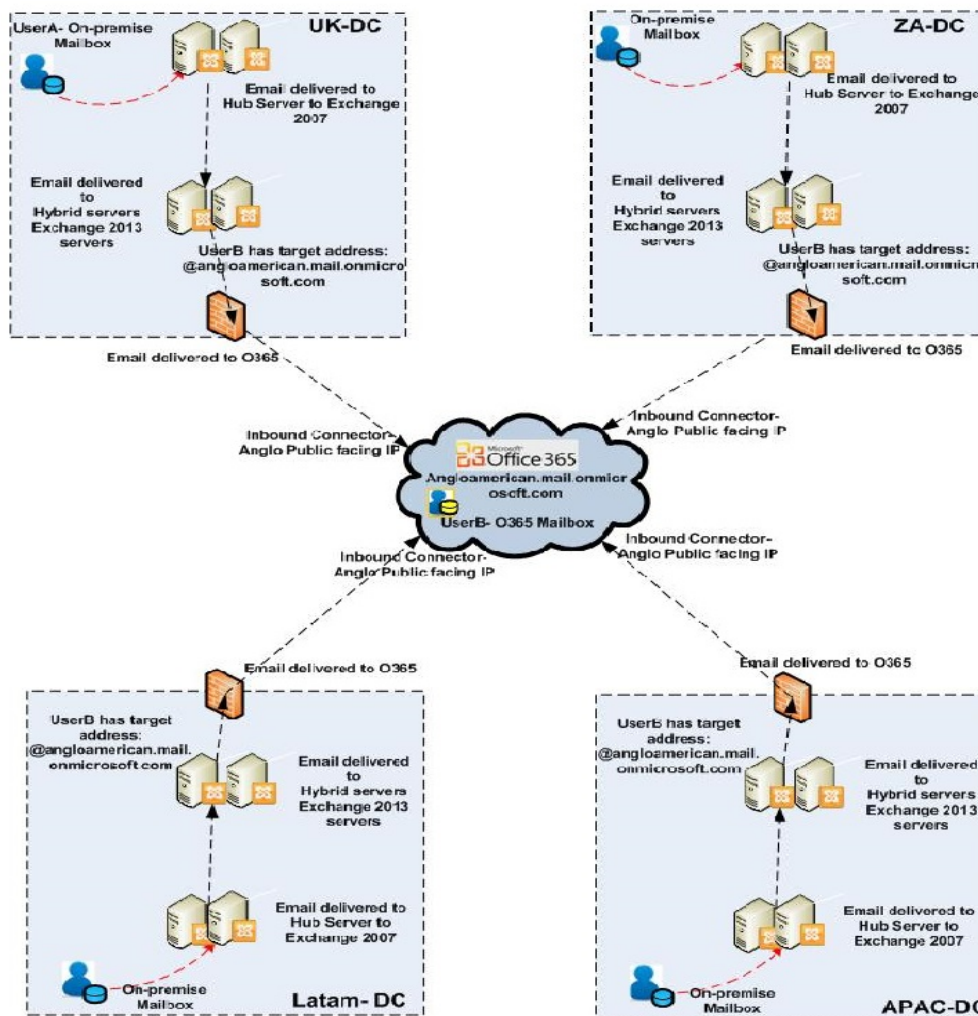 UserA- On-premise
Mailbox
UK-DC
Email delivered to
Hub Server to Exchange
2007
Email delivered
to
Hybrid servers
Exchange 2013
servers
UserB has target address:
@angloamerican.mail.onmicro
soft.com
Email delivered to O365
On-premise
Mailbox
ZA-DC
Email delivered to
Hub Server to Exchange
2007
Email delivered
to
Hybrid servers
Exchange 2013
servers
UserB has target address:
@angloamerican.mail.onmicro
soft.com
Email delivered to O365
Inbound Connector-
Anglo Public facing IP
Inbound Connector-
Anglo Public facing IP
Microsoft
Office 365
Angloamerican.mail.onmicr
osoft.com
UserB- O365 Mailbox
Inbound Connector-
Anglo Public facing IP
Inbound Connector-
Anglo Public facing IP
Email delivered to O365
UserB has target
address:
@angloamerican.mail.
onmicrosoft.com
Email delivered
to
Hybrid servers
Exchange 2013
servers
Email delivered to
Hub Server to
Exchange 2007
On-premise
Mailbox
Latam- DC
Email delivered to O365
UserB has target
address:
@angloamerican.mail.
onmicrosoft.com
Email delivered
to
Hybrid servers
Exchange 2013
servers
Email delivered to
Hub Server to
Exchange 2007
On-premise
Mailbox
APAC-DC